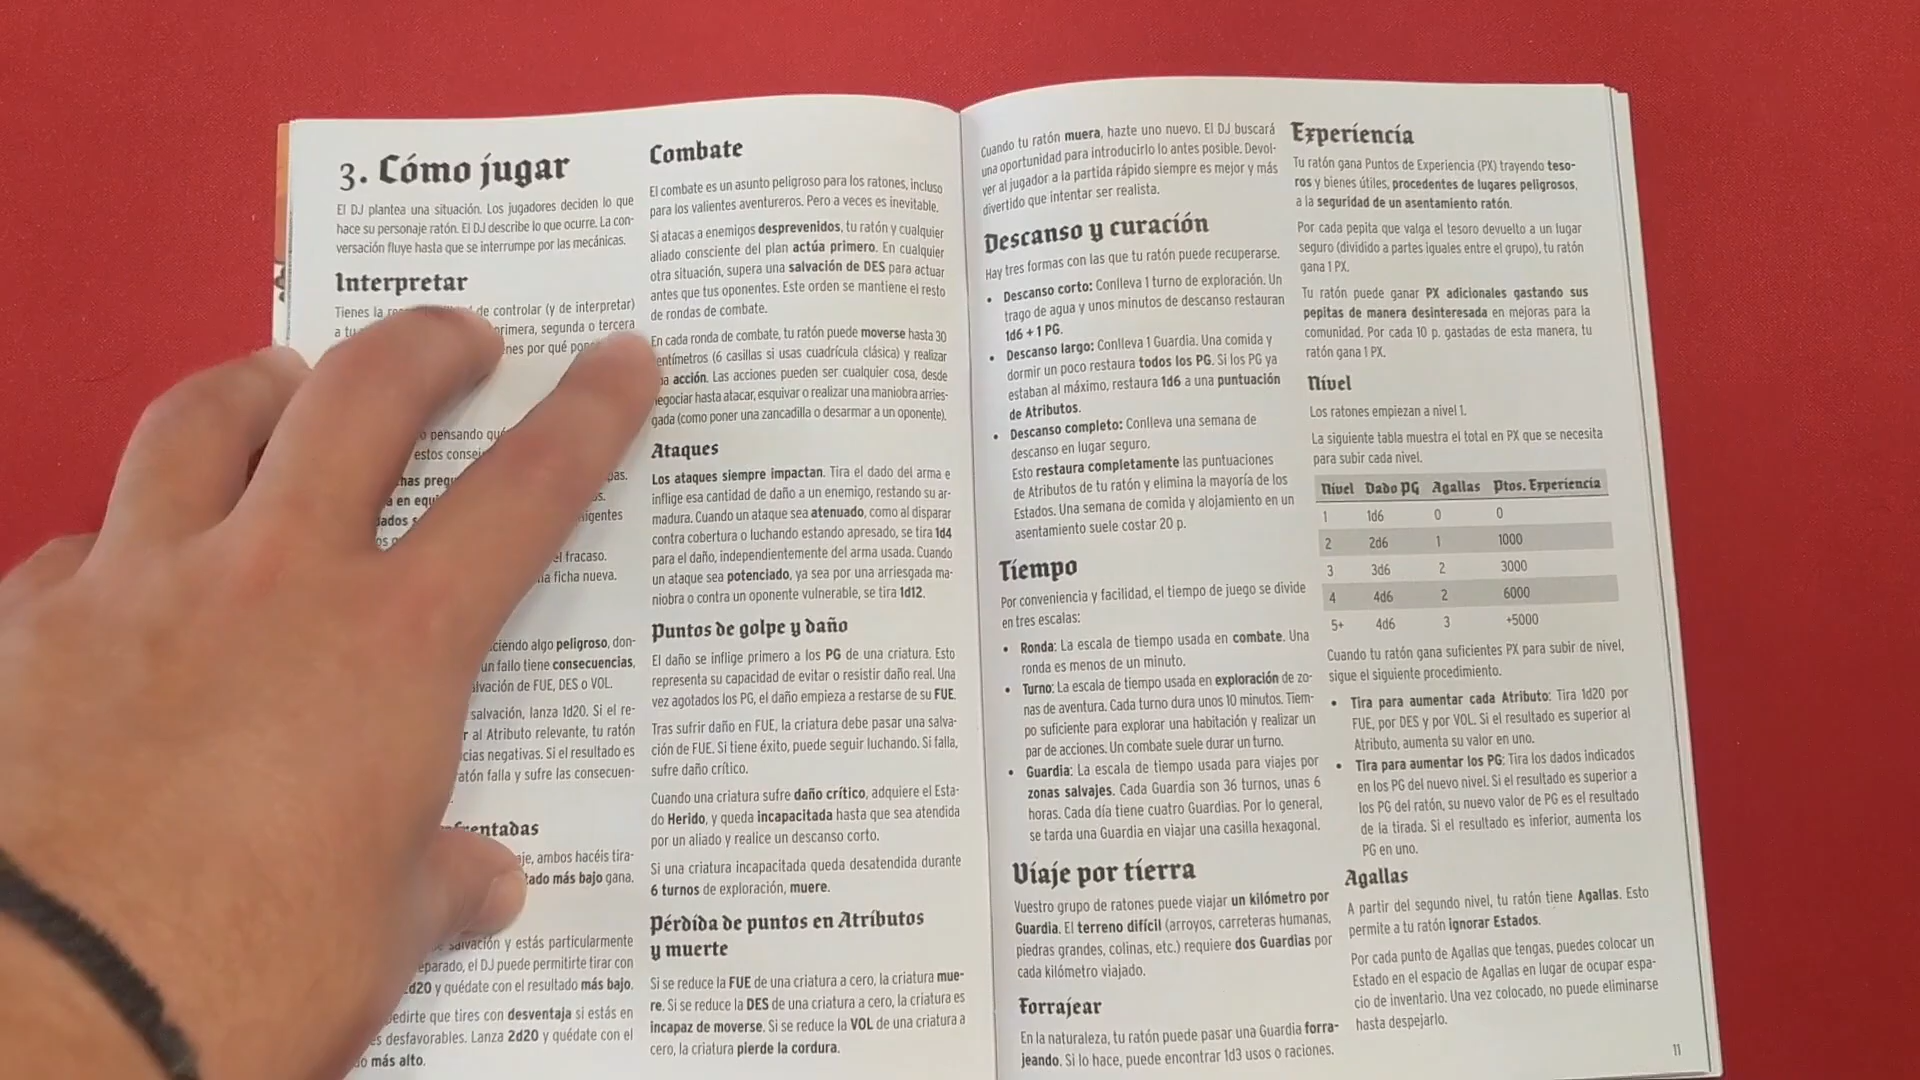 3. Cómo jugar
El DJ plantea una situación. Los jugadores deciden lo que
hace su personaje ratón. El DJ describe lo que ocurre. La con-
versación fluye hasta que se interrumpe por las mecánicas.
Interpretar
Tienes la de controlar (y de interpretar)
a tu primera, segunda o tercera
por qué
pensando
estos
el fracaso.
ficha nueva.
algo peligroso, don-
un fallo tiene consecuencias,
de FUE, DES o VOL.
salvación, lanza 1d20. Si el re-
al Atributo relevante, tu ratón
negativas. Si el resultado es
falla y sufre las consecuen-
ambos hacéis tira-
más bajo gana.
salvación y estás particularmente
el DJ puede permitirte tirar con
y quédate con el resultado más bajo.
que tires con desventaja si estás en
desfavorables. Lanza 2d20 y quédate con el
más alto.
Combate
El combate es un asunto peligroso para los ratones, incluso
para los valientes aventureros. Pero a veces es inevitable.
Si atacas a enemigos desprevenidos, tu ratón y cualquier
aliado consciente del plan actúa primero. En cualquier
otra situación, supera una salvación de DES para actuar
antes que tus oponentes. Este orden se mantiene el resto
de rondas de combate.
En cada ronda de combate, tu ratón puede moverse hasta 30
centímetros (6 casillas si usas cuadrícula clásica) y realizar
acción. Las acciones pueden ser cualquier cosa, desde
negociar hasta atacar, esquivar o realizar una maniobra arries-
gada (como poner una zancadilla o desarmar a un oponente).
Ataques
Los ataques siempre impactan. Tira el dado del arma e
inflige esa cantidad de daño a un enemigo, restando su ar-
madura. Cuando un ataque sea atenuado, como al disparar
contra cobertura o luchando estando apresado, se tira 1d4
para el daño, independientemente del arma usada. Cuando
un ataque sea potenciado, ya sea por una arriesgada ma-
niobra o contra un oponente vulnerable, se tira 1d12.
Puntos de golpe y daño
El daño se inflige primero a los PG de una criatura. Esto
representa su capacidad de evitar o resistir daño real. Una
vez agotados los PG, el daño empieza a restarse de su FUE.
Tras sufrir daño en FUE, la criatura debe pasar una salva-
ción de FUE. Si tiene éxito, puede seguir luchando. Si falla,
sufre daño crítico.
Cuando una criatura sufre daño crítico, adquiere el Esta-
do Herido, y queda incapacitada hasta que sea atendida
por un aliado y realice un descanso corto.
Si una criatura incapacitada queda desatendida durante
6 turnos de exploración, muere.
Pérdida de puntos en Atributos
y muerte
Si se reduce la FUE de una criatura a cero, la criatura mue-
re. Si se reduce la DES de una criatura a cero, la criatura es
incapaz de moverse. Si se reduce la VOL de una criatura a
cero, la criatura pierde la cordura.
Cuando tu ratón muera, hazte uno nuevo. El DJ buscará
una oportunidad para introducirlo lo antes posible. Devol-
ver al jugador a la partida rápido siempre es mejor y más
divertido que intentar ser realista.
Descanso y curación
Hay tres formas con las que tu ratón puede recuperarse.
• Descanso corto: Conlleva 1 turno de exploración. Un
trago de agua y unos minutos de descanso restauran
1d6 + 1 PG.
• Descanso largo: Conlleva 1 Guardia. Una comida y
dormir un poco restaura todos los PG. Si los PG ya
estaban al máximo, restaura 1d6 a una puntuación
de Atributos.
• Descanso completo: Conlleva una semana de
descanso en lugar seguro.
Esto restaura completamente las puntuaciones
de Atributos de tu ratón y elimina la mayoría de los
Estados. Una semana de comida y alojamiento en un
asentamiento suele costar 20 p.
Tiempo
Por conveniencia y facilidad, el tiempo de juego se divide
en tres escalas:
• Ronda: La escala de tiempo usada en combate. Una
ronda es menos de un minuto.
• Turno: La escala de tiempo usada en exploración de zo-
nas de aventura. Cada turno dura unos 10 minutos. Tiem-
po suficiente para explorar una habitación y realizar un
par de acciones. Un combate suele durar un turno.
• Guardia: La escala de tiempo usada para viajes por
zonas salvajes. Cada Guardia son 36 turnos, unas 6
horas. Cada día tiene cuatro Guardias. Por lo general,
se tarda una Guardia en viajar una casilla hexagonal.
Viaje por tierra
Vuestro grupo de ratones puede viajar un kilómetro por
Guardia. El terreno difícil (arroyos, carreteras humanas,
piedras grandes, colinas, etc.) requiere dos Guardias por
cada kilómetro viajado.
Forrajear
En la naturaleza, tu ratón puede pasar una Guardia forra-
jeando. Si lo hace, puede encontrar 1d3 usos o raciones.
Experiencia
Tu ratón gana Puntos de Experiencia (PX) trayendo teso-
ros y bienes útiles, procedentes de lugares peligrosos,
a la seguridad de un asentamiento ratón.
Por cada pepita que valga el tesoro devuelto a un lugar
seguro (dividido a partes iguales entre el grupo), tu ratón
gana 1 PX.
Tu ratón puede ganar PX adicionales gastando sus
pepitas de manera desinteresada en mejoras para la
comunidad. Por cada 10 p. gastadas de esta manera, tu
ratón gana 1 PX.
Nivel
Los ratones empiezan a nivel 1.
La siguiente tabla muestra el total en PX que se necesita
para subir cada nivel.
Nivel Dado PG Agallas Ptos. Experiencia
1 1d6 0 0
2 2d6 1 1000
3 3d6 2 3000
4 4d6 2 6000
5+ 4d6 3 +5000
Cuando tu ratón gana suficientes PX para subir de nivel,
sigue el siguiente procedimiento.
• Tira para aumentar cada Atributo: Tira 1d20 por
FUE, por DES y por VOL. Si el resultado es superior al
Atributo, aumenta su valor en uno.
• Tira para aumentar los PG: Tira los dados indicados
en los PG del nuevo nivel. Si el resultado es superior a
los PG del ratón, su nuevo valor de PG es el resultado
de la tirada. Si el resultado es inferior, aumenta los
PG en uno.
Agallas
A partir del segundo nivel, tu ratón tiene Agallas. Esto
permite a tu ratón ignorar Estados.
Por cada punto de Agallas que tengas, puedes colocar un
Estado en el espacio de Agallas en lugar de ocupar espa-
cio de inventario. Una vez colocado, no puede eliminarse
hasta despejarlo.
11